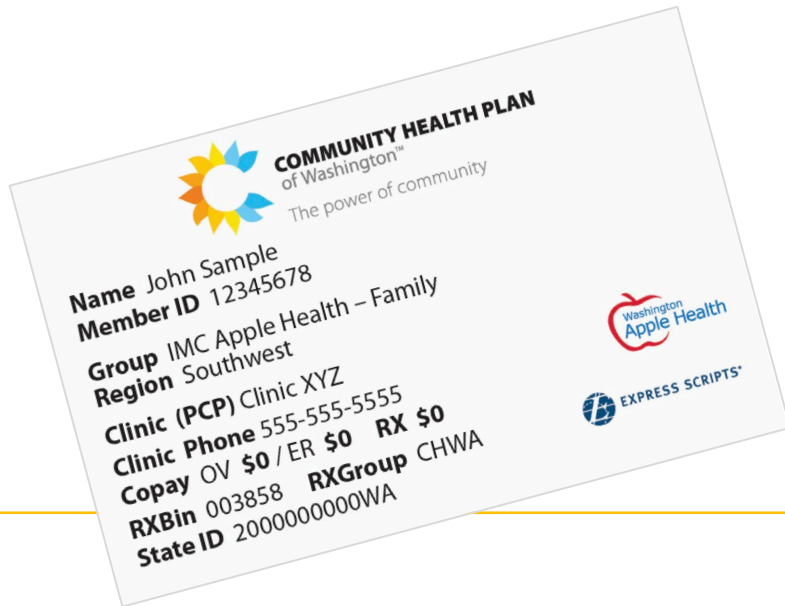 COMMUNITY HEALTH PLAN
of Washington™
The power of community
Name John Sample
Member ID 12345678
Group IMC Apple Health – Family
Region Southwest
Clinic (PCP) Clinic XYZ
Clinic Phone 555-555-5555
Copay OV $0 / ER $0 RX $0
RXBin 003858 RXGroup CHWA
State ID 2000000000WA
Washington
Apple Health
EXPRESS SCRIPTS®